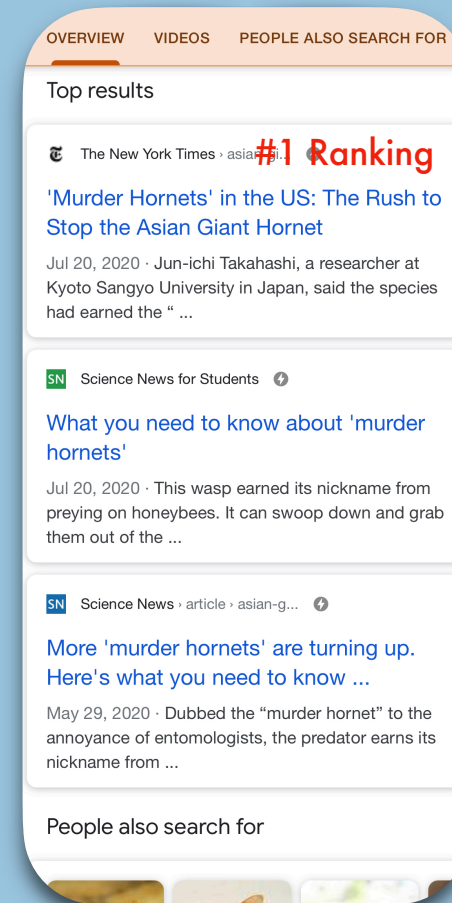 OVERVIEW VIDEOS PEOPLE ALSO SEARCH FOR
Top results
The New York Times › asian-gi...
#1 Ranking
'Murder Hornets' in the US: The Rush to
Stop the Asian Giant Hornet
Jul 20, 2020 · Jun-ichi Takahashi, a researcher at
Kyoto Sangyo University in Japan, said the species
had earned the “ ...
SN Science News for Students
What you need to know about 'murder
hornets'
Jul 20, 2020 · This wasp earned its nickname from
preying on honeybees. It can swoop down and grab
them out of the ...
SN Science News › article › asian-g...
More 'murder hornets' are turning up.
Here's what you need to know ...
May 29, 2020 · Dubbed the “murder hornet” to the
annoyance of entomologists, the predator earns its
nickname from ...
People also search for